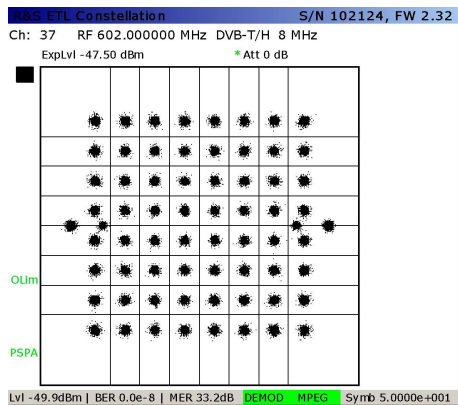 R&S ETL Constellation S/N 102124, FW 2.32
Ch: 37 RF 602.000000 MHz DVB-T/H 8 MHz
ExpLvl -47.50 dBm * Att 0 dB
OLim
PSPA
Lvl -49.9dBm | BER 0.0e-8 | MER 33.2dB DEMOD MPEG Symb 5.0000e+001